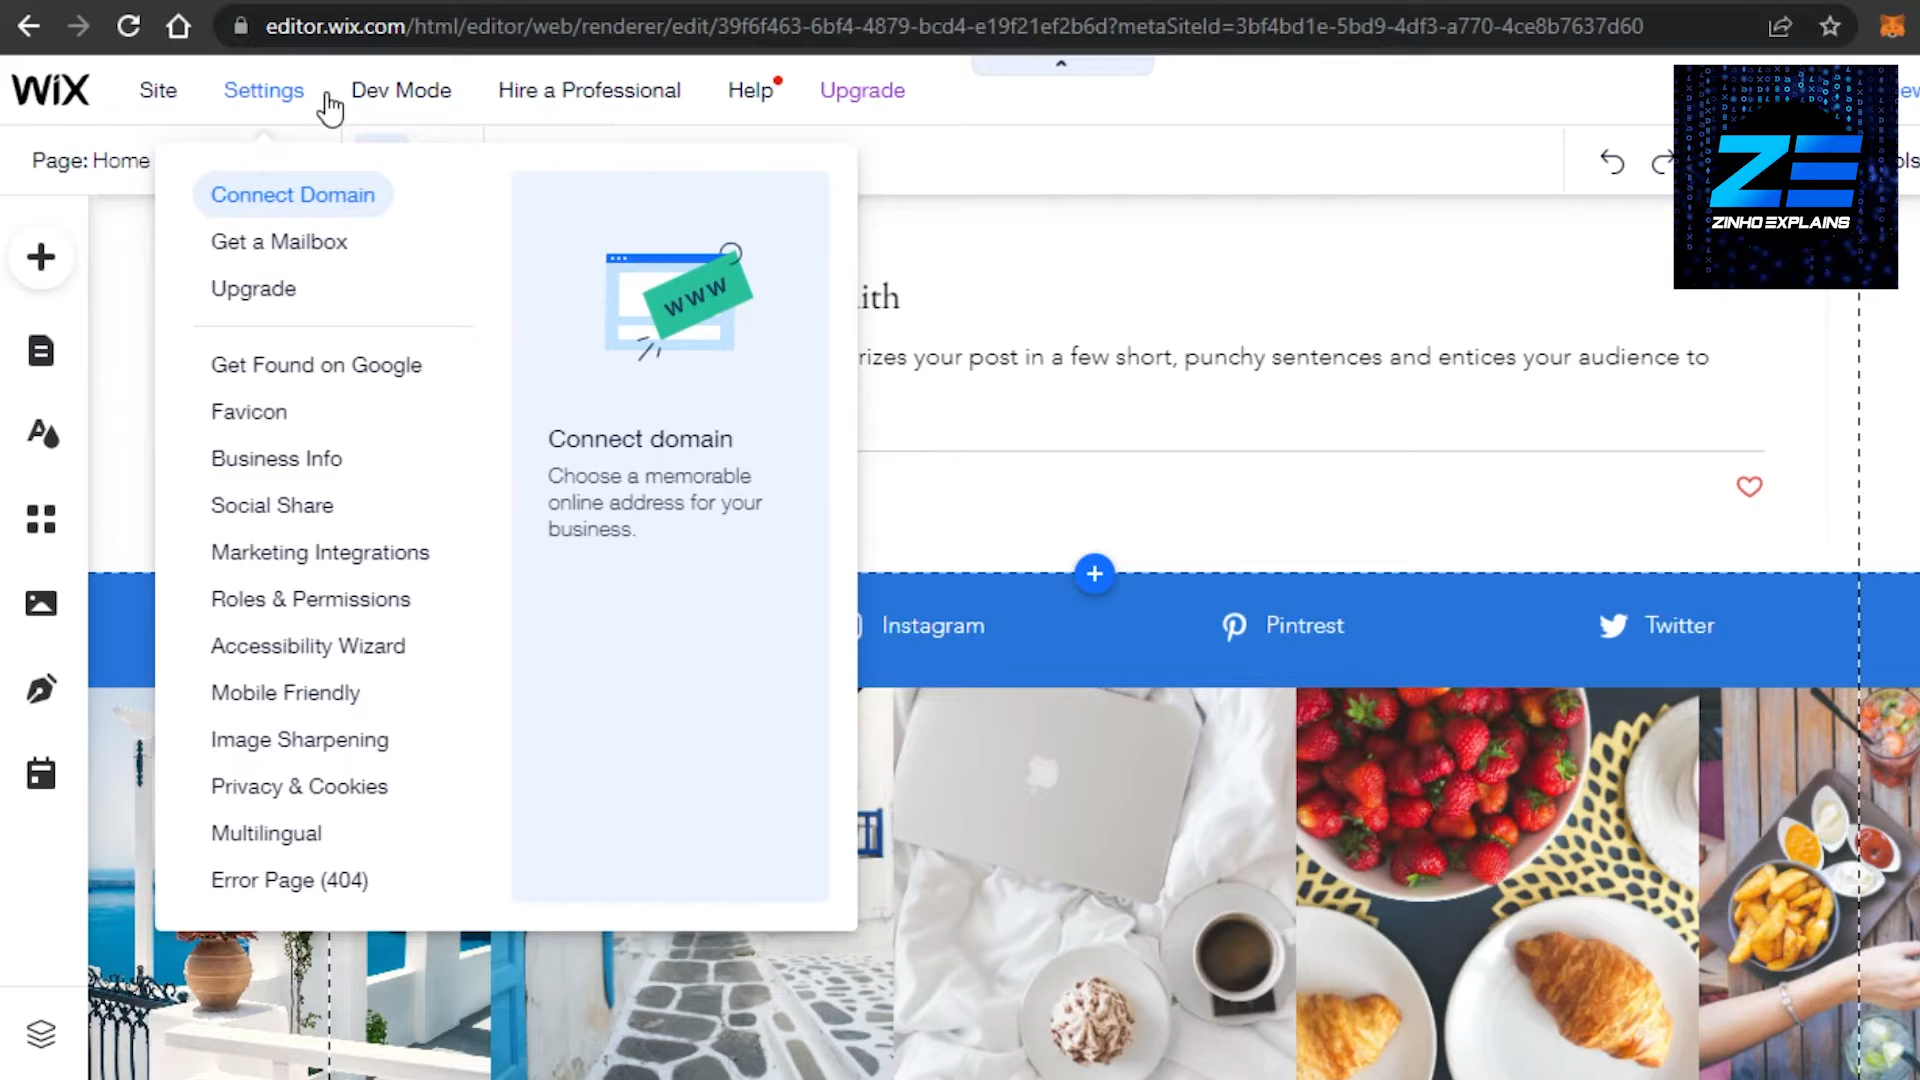 editor.wix.com/html/editor/web/renderer/edit/39f6f463-6bf4-4879-bcd4-e19f21ef2b6d?metaSiteId=3bf4bd1e-5bd9-4df3-a770-4ce8b7637d60
WiX Site Settings Dev Mode Hire a Professional Help Upgrade
ZE
ZINHO EXPLAINS
Page: Home
Connect Domain
Get a Mailbox
Upgrade
Get Found on Google
Favicon
Business Info
Social Share
Marketing Integrations
Roles & Permissions
Accessibility Wizard
Mobile Friendly
Image Sharpening
Privacy & Cookies
Multilingual
Error Page (404)
WWW
Connect domain
Choose a memorable
online address for your
business.
your post in a few short, punchy sentences and entices your audience to
Instagram Pintrest Twitter